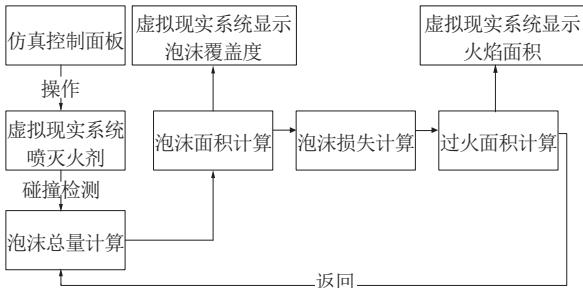 仿真控制面板
操作
虚拟现实系统
喷灭火剂
碰撞检测
泡沫总量计算
虚拟现实系统显示
泡沫覆盖度
泡沫面积计算
泡沫损失计算
虚拟现实系统显示
火焰面积
过火面积计算
返回